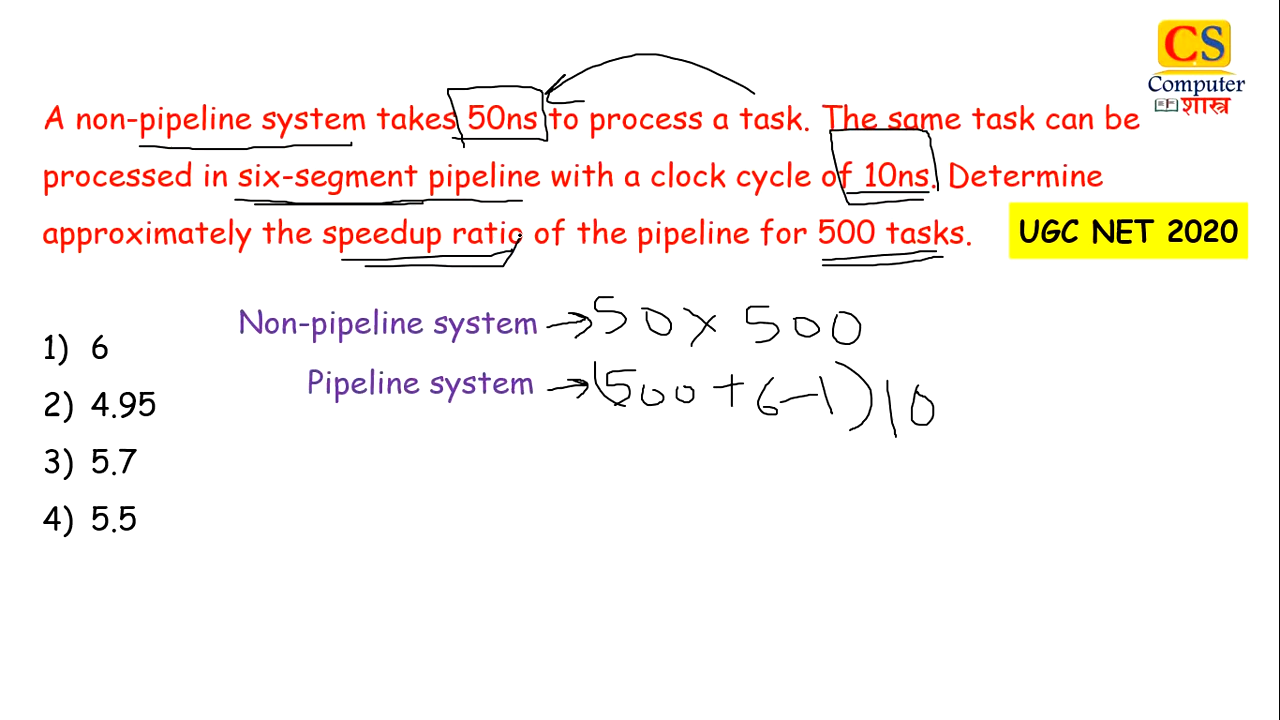 CS
Computer
शास्त्र
A non-pipeline system takes 50ns to process a task. The same task can be
processed in six-segment pipeline with a clock cycle of 10ns. Determine
approximately the speedup ratio of the pipeline for 500 tasks.
UGC NET 2020
Non-pipeline system → 50 x 500
1) 6
Pipeline system → (500 + 6 - 1) 10
2) 4.95
3) 5.7
4) 5.5